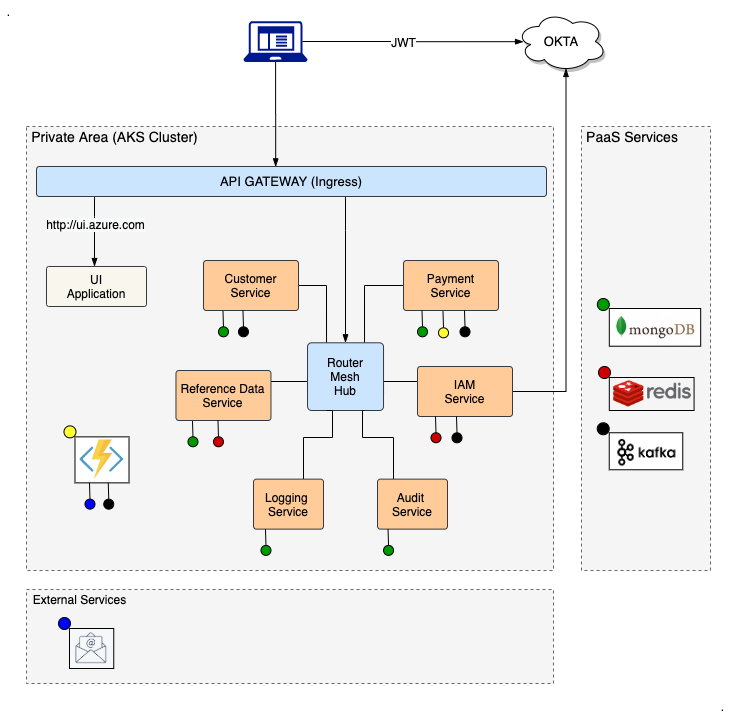 JWT
OKTA
Private Area (AKS Cluster)
PaaS Services
API GATEWAY (Ingress)
http://ui.azure.com
UI
Application
Customer
Service
Payment
Service
Router
Mesh
Hub
Reference Data
Service
IAM
Service
mongoDB
redis
kafka
Logging
Service
Audit
Service
External Services
@